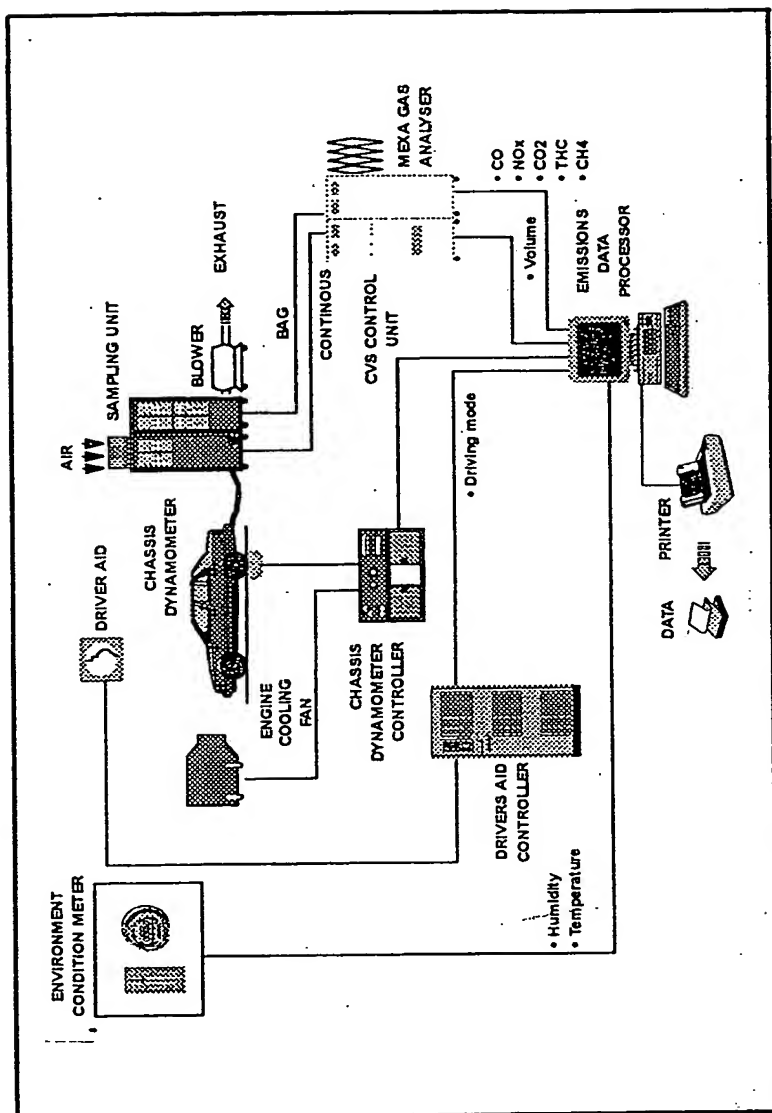 ENVIRONMENT
CONDITION METER
DRIVER AID
AIR
SAMPLING UNIT
CHASSIS
DYNAMOMETER
BLOWER
EXHAUST
ENGINE
COOLING
FAN
BAG
CONTINOUS
CVS CONTROL
UNIT
MEXA GAS
ANALYSER
CHASSIS
DYNAMOMETER
CONTROLLER
DRIVERS AID
CONTROLLER
• Humidity
• Temperature
• Driving mode
• Volume
• CO
• NOx
• CO2
• THC
• CH4
EMISSIONS
DATA
PROCESSOR
PRINTER
DATA